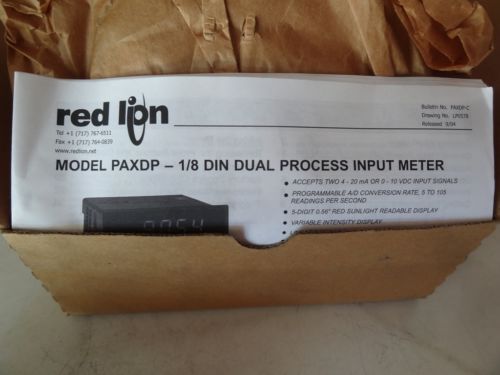 red lion
Tel +1 (717) 767-6511
Fax +1 (717) 764-0839
www.redlion.net
Bulletin No. PAXDP-C
Drawing No. LP0578
Released 9/04
MODEL PAXDP – 1/8 DIN DUAL PROCESS INPUT METER
• ACCEPTS TWO 4 - 20 mA OR 0 - 10 VDC INPUT SIGNALS
• PROGRAMMABLE A/D CONVERSION RATE, 5 TO 105
READINGS PER SECOND
• 5-DIGIT 0.56" RED SUNLIGHT READABLE DISPLAY
• VARIABLE INTENSITY DISPLAY